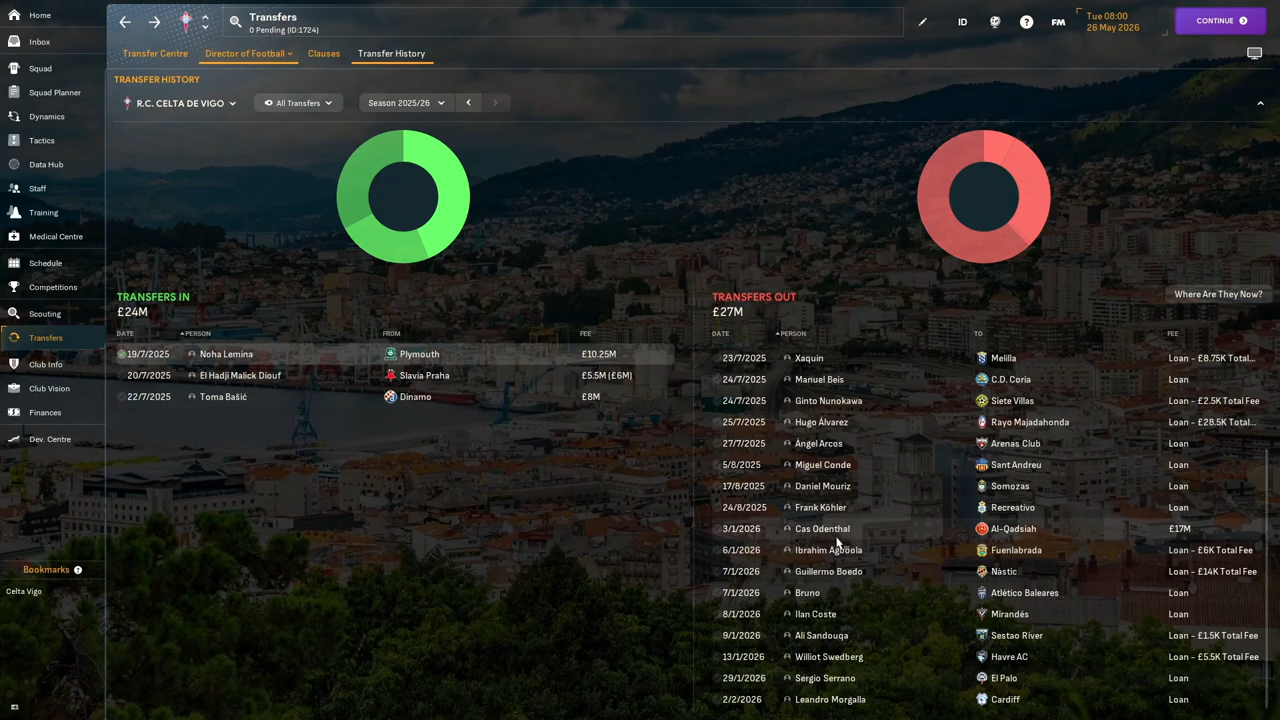 Home
Transfers
0 Pending (ID:1724)
ID
FM
Tue 08:00
26 May 2026
CONTINUE
Inbox
Squad
Squad Planner
Dynamics
Tactics
Data Hub
Staff
Training
Medical Centre
Schedule
Competitions
Scouting
Transfers
Club Info
Club Vision
Finances
Dev. Centre
Bookmarks ?
Celta Vigo
Transfer Centre
Director of Football
Clauses
Transfer History
TRANSFER HISTORY
R.C. CELTA DE VIGO
All Transfers
Season 2025/26
TRANSFERS IN
£24M
DATE PERSON FROM FEE
19/7/2025 Noha Lemina Plymouth £10.25M
20/7/2025 El Hadji Malick Diouf Slavia Praha £5.5M (£6M)
22/7/2025 Toma Bašić Dinamo £8M
TRANSFERS OUT
£27M
Where Are They Now?
DATE PERSON TO FEE
23/7/2025 Xaquín Melilla Loan - £8.75K Total...
24/7/2025 Manuel Beis C.D. Coria Loan
24/7/2025 Ginto Nunokawa Siete Villas Loan - £2.5K Total Fee
25/7/2025 Hugo Álvarez Rayo Majadahonda Loan - £28.5K Total...
27/7/2025 Ángel Arcos Arenas Club Loan
5/8/2025 Miguel Conde Sant Andreu Loan
17/8/2025 Daniel Mouriz Somozas Loan
24/8/2025 Frank Köhler Recreativo Loan
3/1/2026 Cas Odenthal Al-Qadsiah £17M
6/1/2026 Ibrahim Agboola Fuenlabrada Loan - £6K Total Fee
7/1/2026 Guillermo Boedo Nàstic Loan - £14K Total Fee
7/1/2026 Bruno Atlético Baleares Loan
8/1/2026 Ilan Coste Mirandés Loan
9/1/2026 Ali Sandouqa Sestao River Loan - £1.5K Total Fee
13/1/2026 Williot Swedberg Havre AC Loan - £5.5K Total Fee
29/1/2026 Sergio Serrano El Palo Loan
2/2/2026 Leandro Morgalla Cardiff Loan